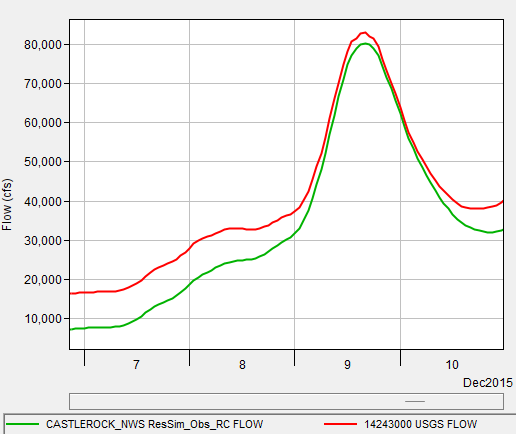 80,000
70,000
60,000
50,000
40,000
30,000
20,000
10,000
Flow (cfs)
7 8 9 10
Dec2015
CASTLEROCK_NWS ResSim_Obs_RC FLOW 14243000 USGS FLOW